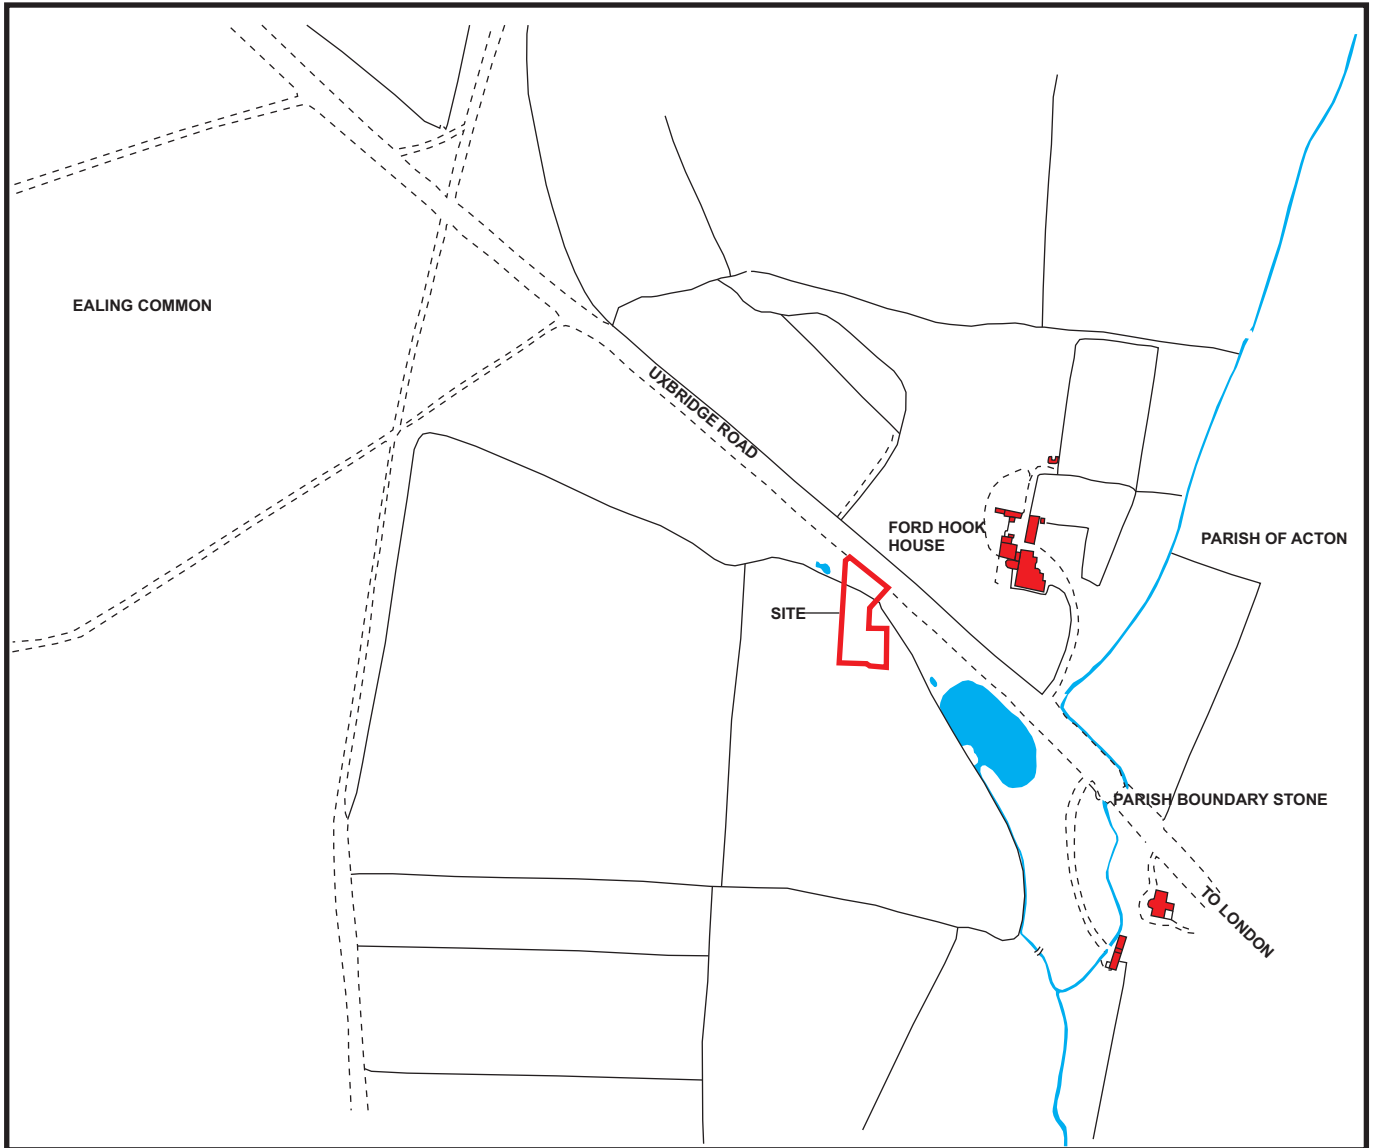 EALING COMMON
UXBRIDGE ROAD
FORD HOOK
HOUSE
PARISH OF ACTON
SITE
PARISH BOUNDARY STONE
TO LONDON